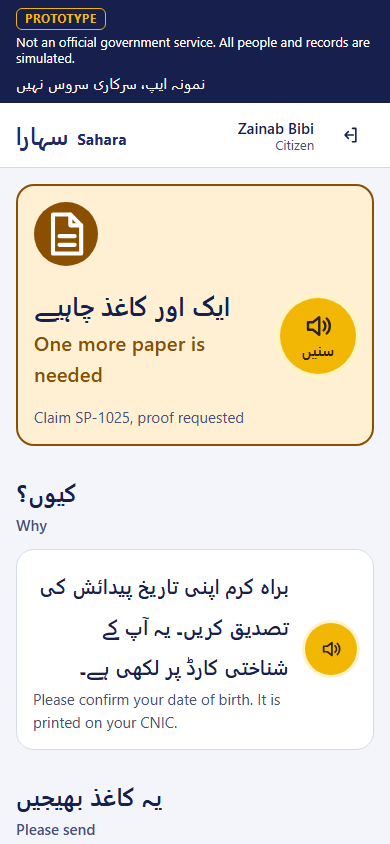 PROTOTYPE
Not an official government service. All people and records are
simulated.
نمونہ ایپ، سرکاری سروس نہیں
سہارا Sahara
Zainab Bibi
Citizen
ایک اور کاغذ چاہیے
One more paper is
needed
سنیں
Claim SP-1025, proof requested
کیوں؟
Why
براہ کرم اپنی تاریخ پیدائش کی
تصدیق کریں۔ یہ آپ کے
شناختی کارڈ پر لکھی ہے۔
Please confirm your date of birth. It is
printed on your CNIC.
یہ کاغذ بھیجیں
Please send